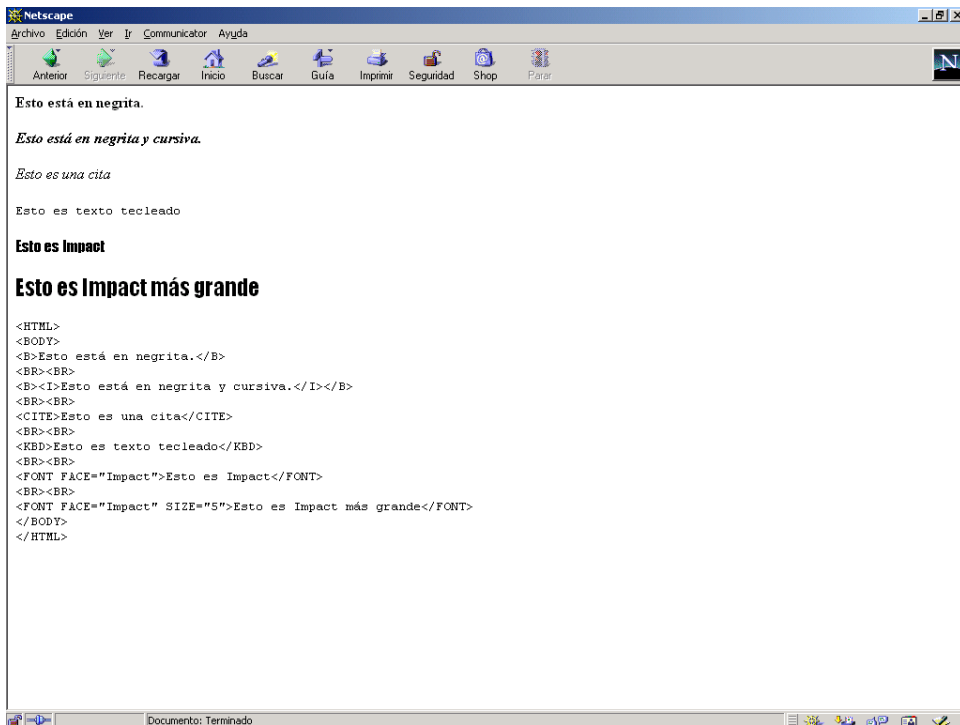 Netscape
Archivo Edición Ver Ir Communicator Ayuda
Anterior Siguiente Recargar Inicio Buscar Guía Imprimir Seguridad Shop Parar
N
Esto está en negrita.
Esto está en negrita y cursiva.
Esto es una cita
Esto es texto tecleado
Esto es Impact
Esto es Impact más grande
<HTML>
<BODY>
<B>Esto está en negrita.</B>
<BR><BR>
<B><I>Esto está en negrita y cursiva.</I></B>
<BR><BR>
<CITE>Esto es una cita</CITE>
<BR><BR>
<KBD>Esto es texto tecleado</KBD>
<BR><BR>
<FONT FACE="Impact">Esto es Impact</FONT>
<BR><BR>
<FONT FACE="Impact" SIZE="5">Esto es Impact más grande</FONT>
</BODY>
</HTML>
Documento: Terminado